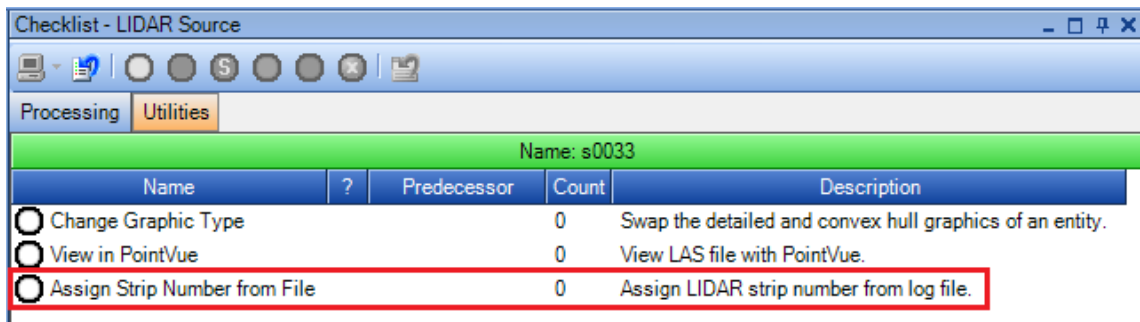 Checklist - LIDAR Source
S
Processing Utilities
Name: s0033
Name ? Predecessor Count Description
Change Graphic Type 0 Swap the detailed and convex hull graphics of an entity.
View in PointVue 0 View LAS file with PointVue.
Assign Strip Number from File 0 Assign LIDAR strip number from log file.